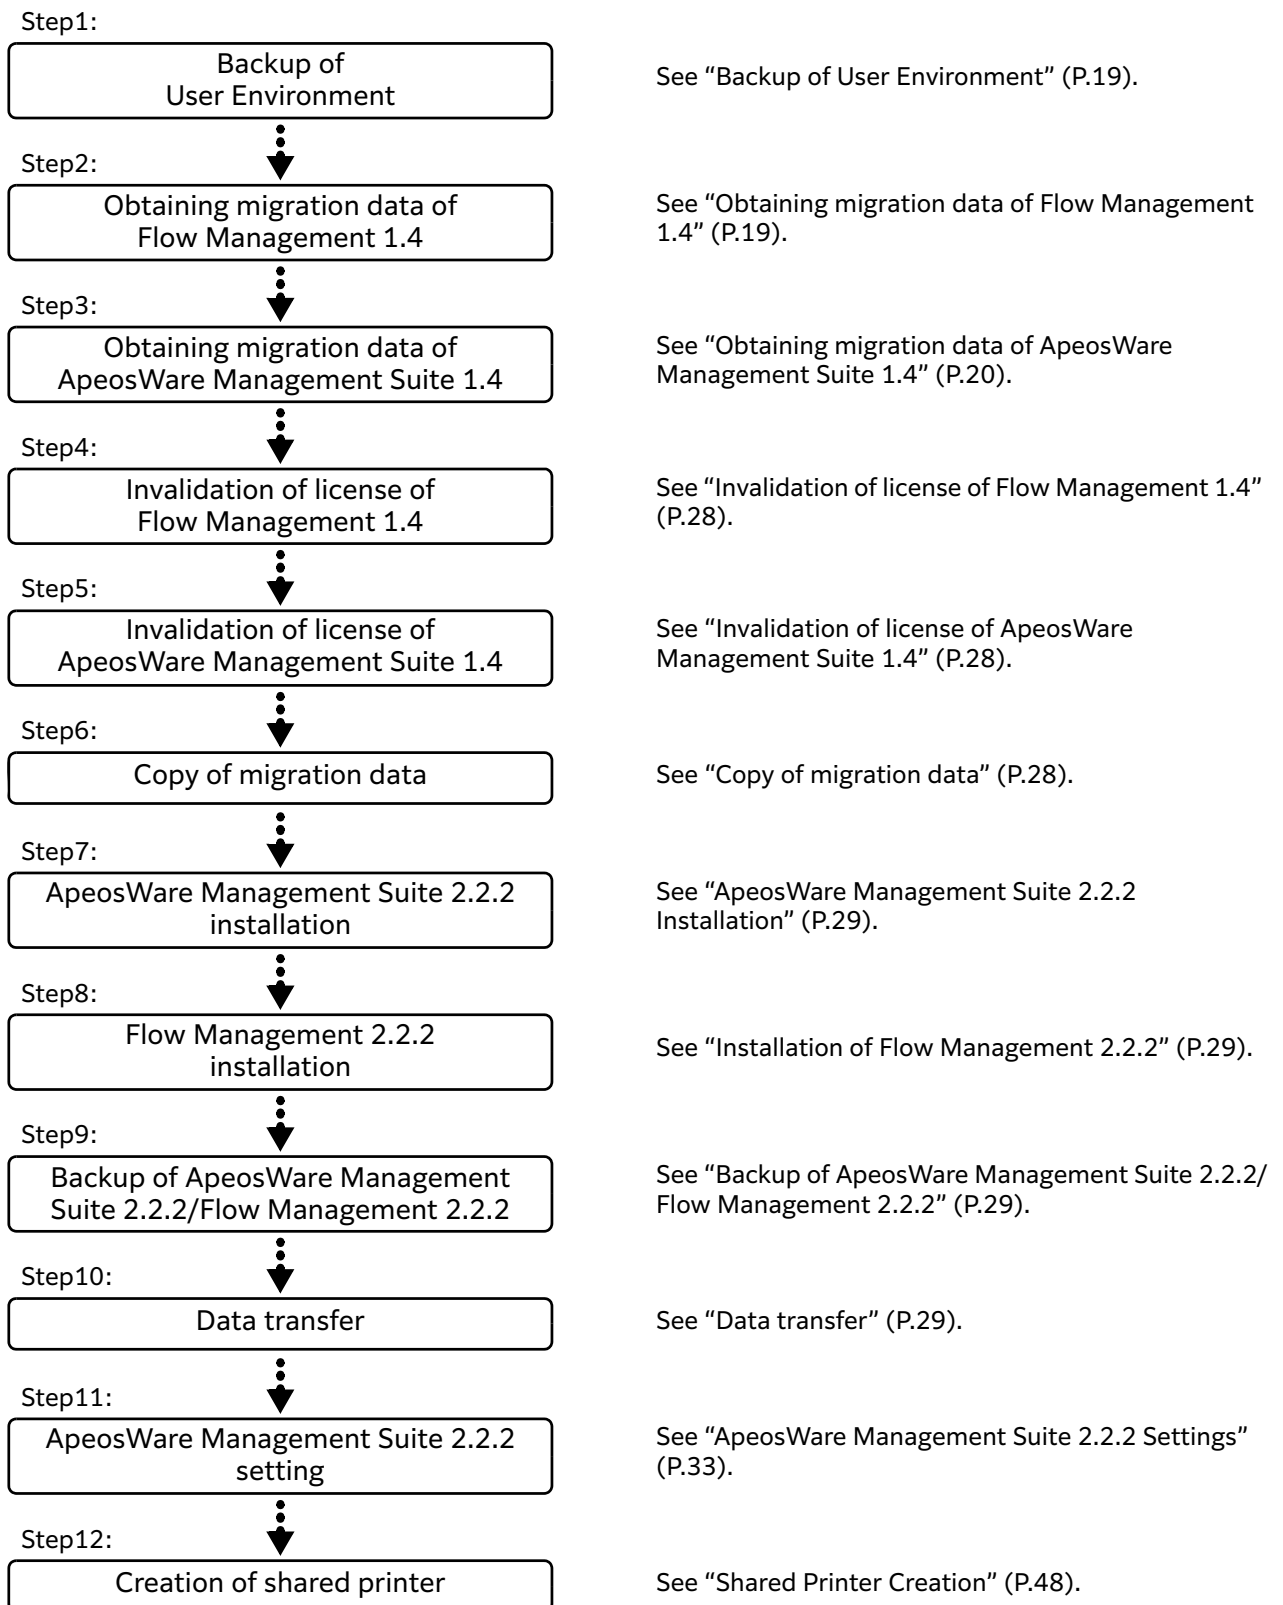 Step1:
Backup of
User Environment
See “Backup of User Environment” (P.19).
Step2:
Obtaining migration data of
Flow Management 1.4
See “Obtaining migration data of Flow Management
1.4” (P.19).
Step3:
Obtaining migration data of
ApeosWare Management Suite 1.4
See “Obtaining migration data of ApeosWare
Management Suite 1.4” (P.20).
Step4:
Invalidation of license of
Flow Management 1.4
See “Invalidation of license of Flow Management 1.4”
(P.28).
Step5:
Invalidation of license of
ApeosWare Management Suite 1.4
See “Invalidation of license of ApeosWare
Management Suite 1.4” (P.28).
Step6:
Copy of migration data
See “Copy of migration data” (P.28).
Step7:
ApeosWare Management Suite 2.2.2
installation
See “ApeosWare Management Suite 2.2.2
Installation” (P.29).
Step8:
Flow Management 2.2.2
installation
See “Installation of Flow Management 2.2.2” (P.29).
Step9:
Backup of ApeosWare Management
Suite 2.2.2/Flow Management 2.2.2
See “Backup of ApeosWare Management Suite 2.2.2/
Flow Management 2.2.2” (P.29).
Step10:
Data transfer
See “Data transfer” (P.29).
Step11:
ApeosWare Management Suite 2.2.2
setting
See “ApeosWare Management Suite 2.2.2 Settings”
(P.33).
Step12:
Creation of shared printer
See “Shared Printer Creation” (P.48).